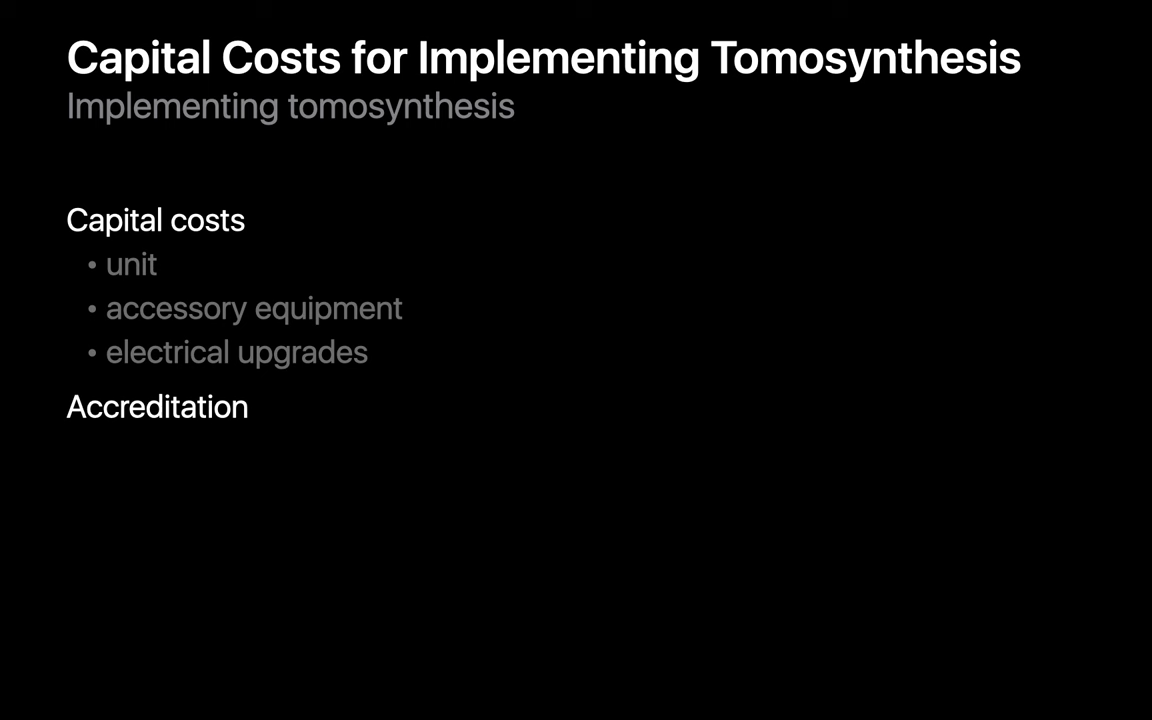 Capital Costs for Implementing Tomosynthesis
Implementing tomosynthesis
Capital costs
• unit
• accessory equipment
• electrical upgrades
Accreditation